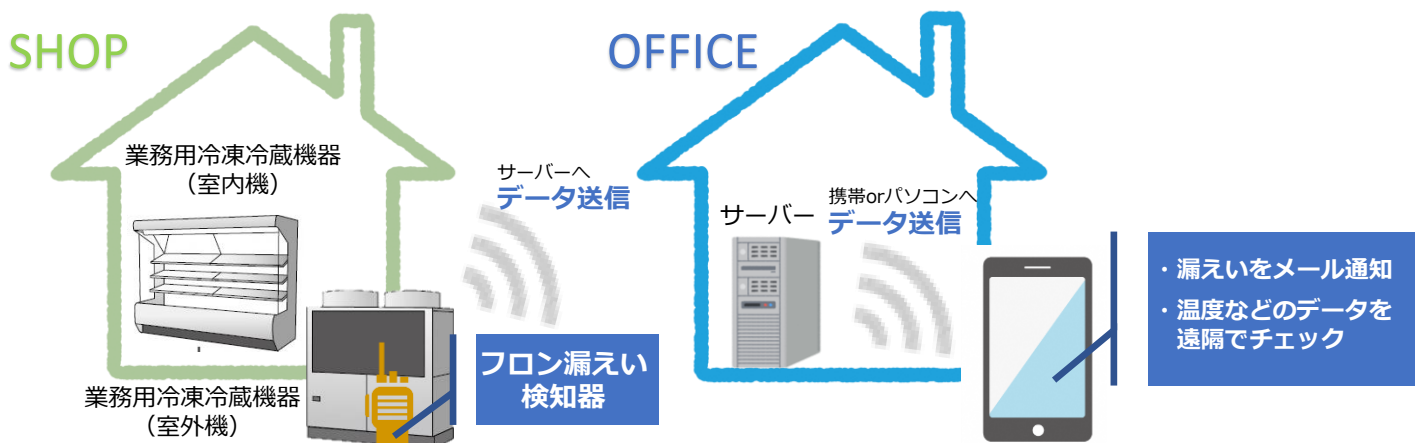 SHOP
業務用冷凍冷蔵機器
（室内機）
業務用冷凍冷蔵機器
（室外機）
フロン漏えい
検知器
サーバーへ
データ送信
OFFICE
サーバー
携帯orパソコンへ
データ送信
・漏えいをメール通知
・温度などのデータを
遠隔でチェック